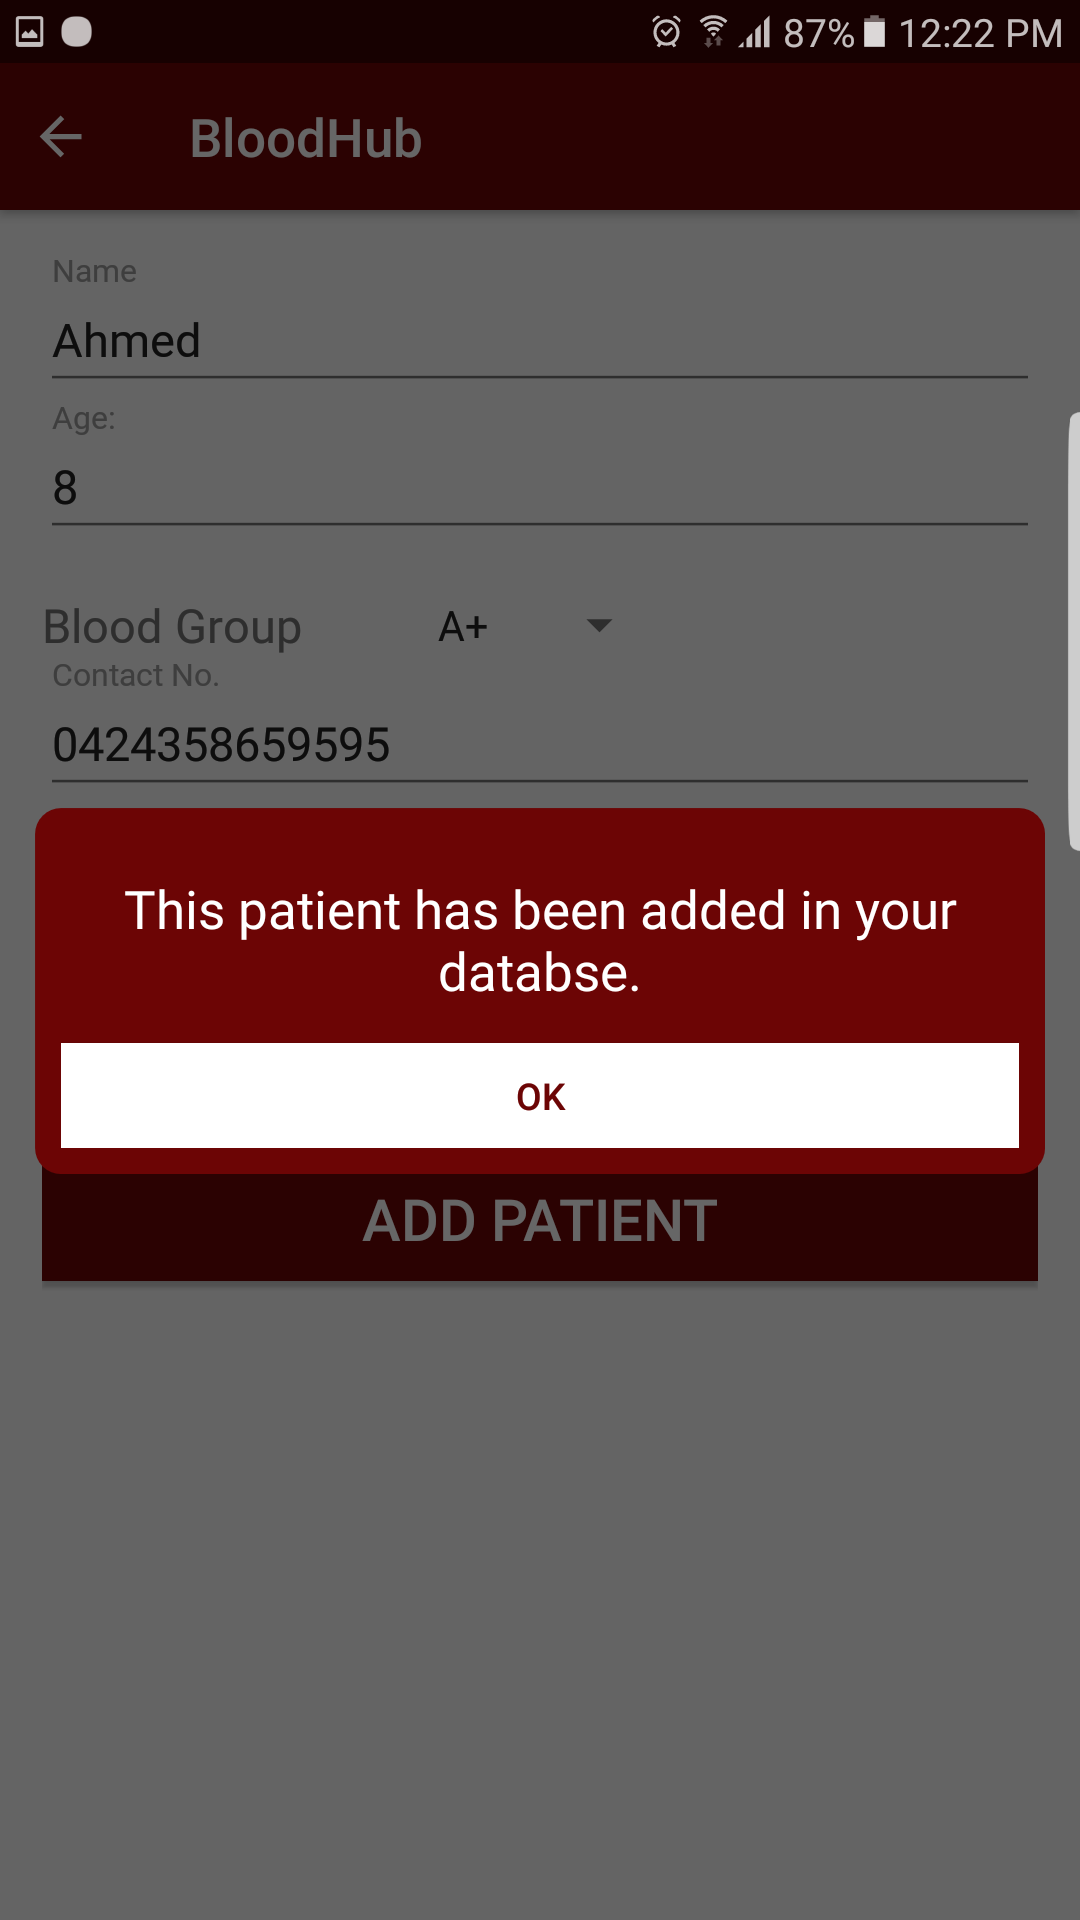 87% 12:22 PM
BloodHub
Name
Ahmed
Age:
8
Blood Group A+
Contact No.
0424358659595
This patient has been added in your
databse.
OK
ADD PATIENT